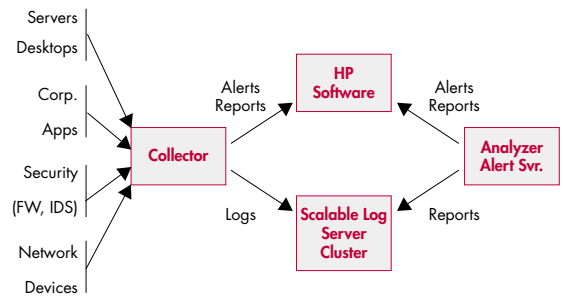 Servers
Desktops
Corp.
Apps
Security
(FW, IDS)
Network
Devices
Collector
Alerts
Reports
Logs
HP
Software
Scalable Log
Server
Cluster
Alerts
Reports
Reports
Analyzer
Alert Svr.